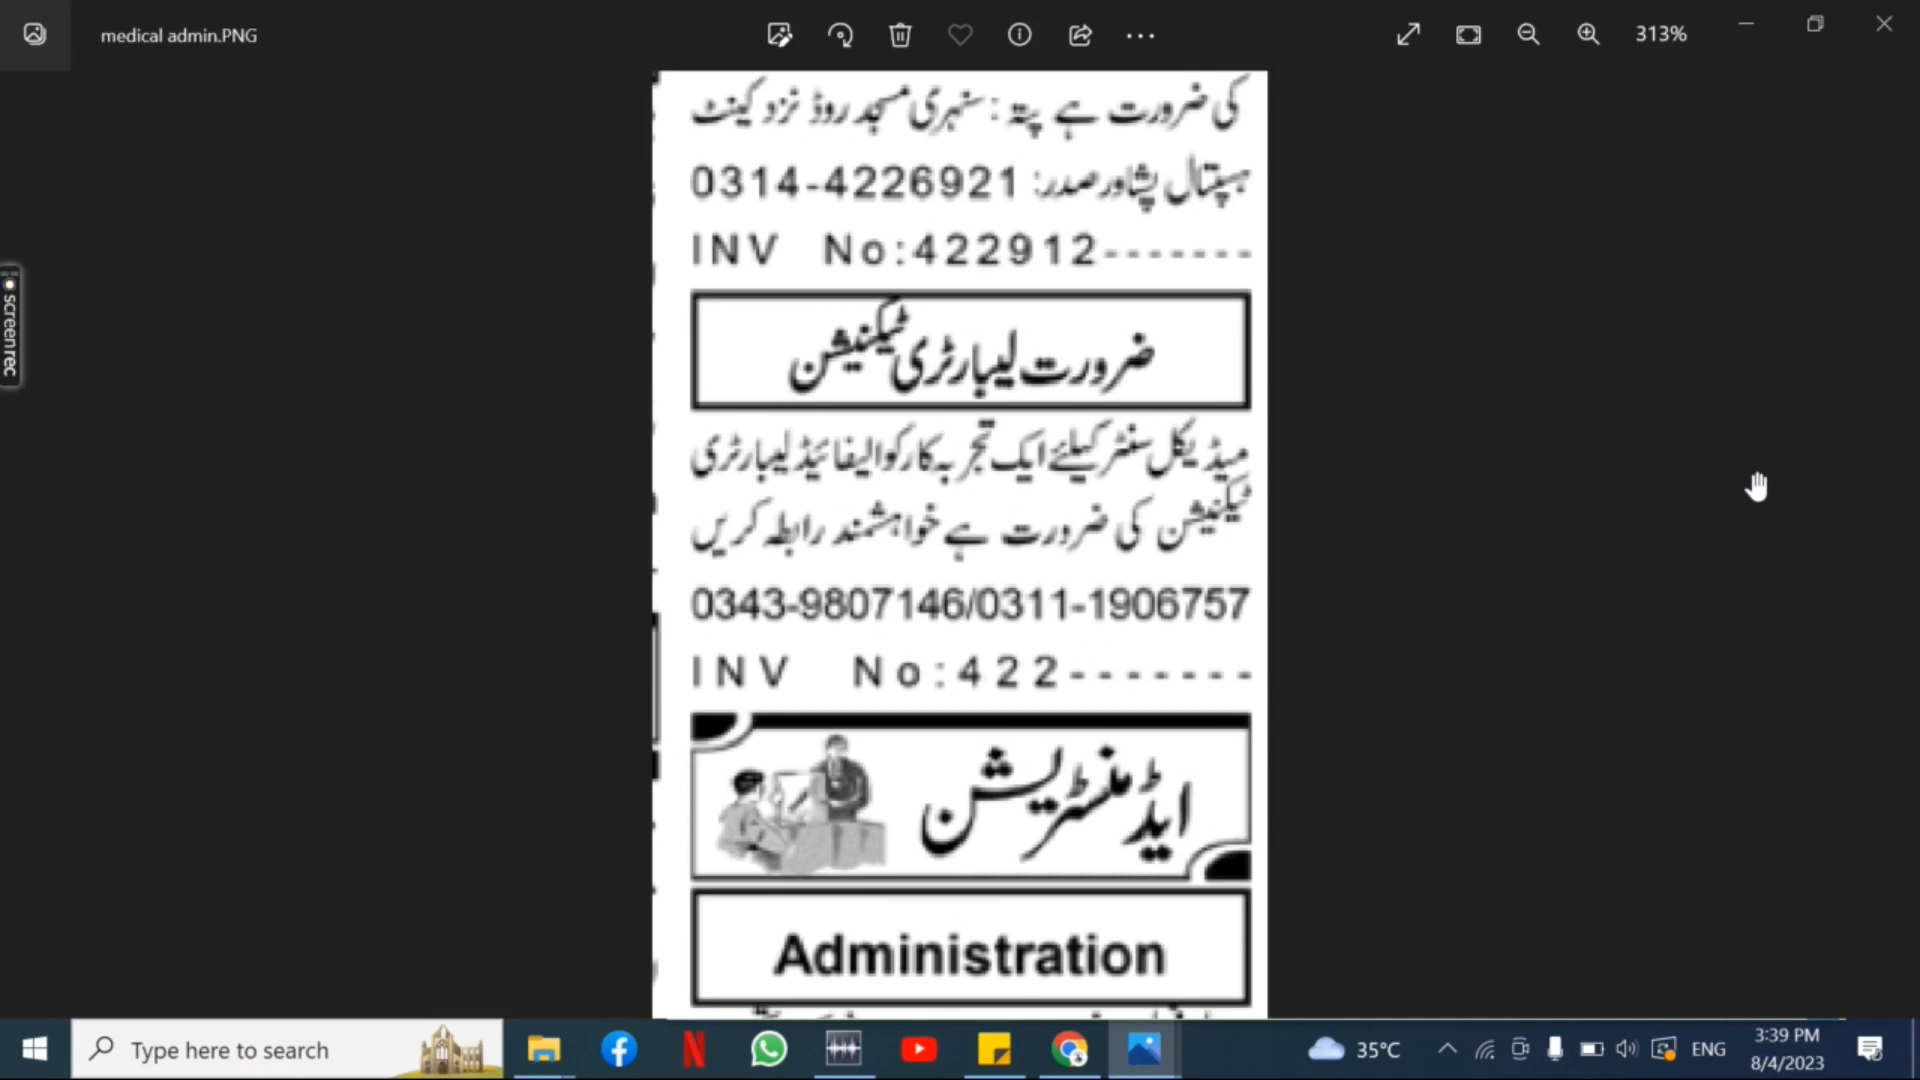 medical admin.PNG
313%
کی ضرورت ہے پتہ : سنہری مسجد روڈ نزد کینٹ
ہسپتال پشاور صدر: 0314-4226921
INV No:422912-------
ضرورت لیبارٹری ٹیکنیشن
میڈیکل سنٹر کیلئے ایک تجربہ کار کوالیفائیڈ لیبارٹری
ٹیکنیشن کی ضرورت ہے خواہشمند رابطہ کریں
0343-9807146/0311-1906757
INV No:422-------
ایڈمنسٹریشن
Administration
screenrec
Type here to search
35°C
ENG
3:39 PM
8/4/2023